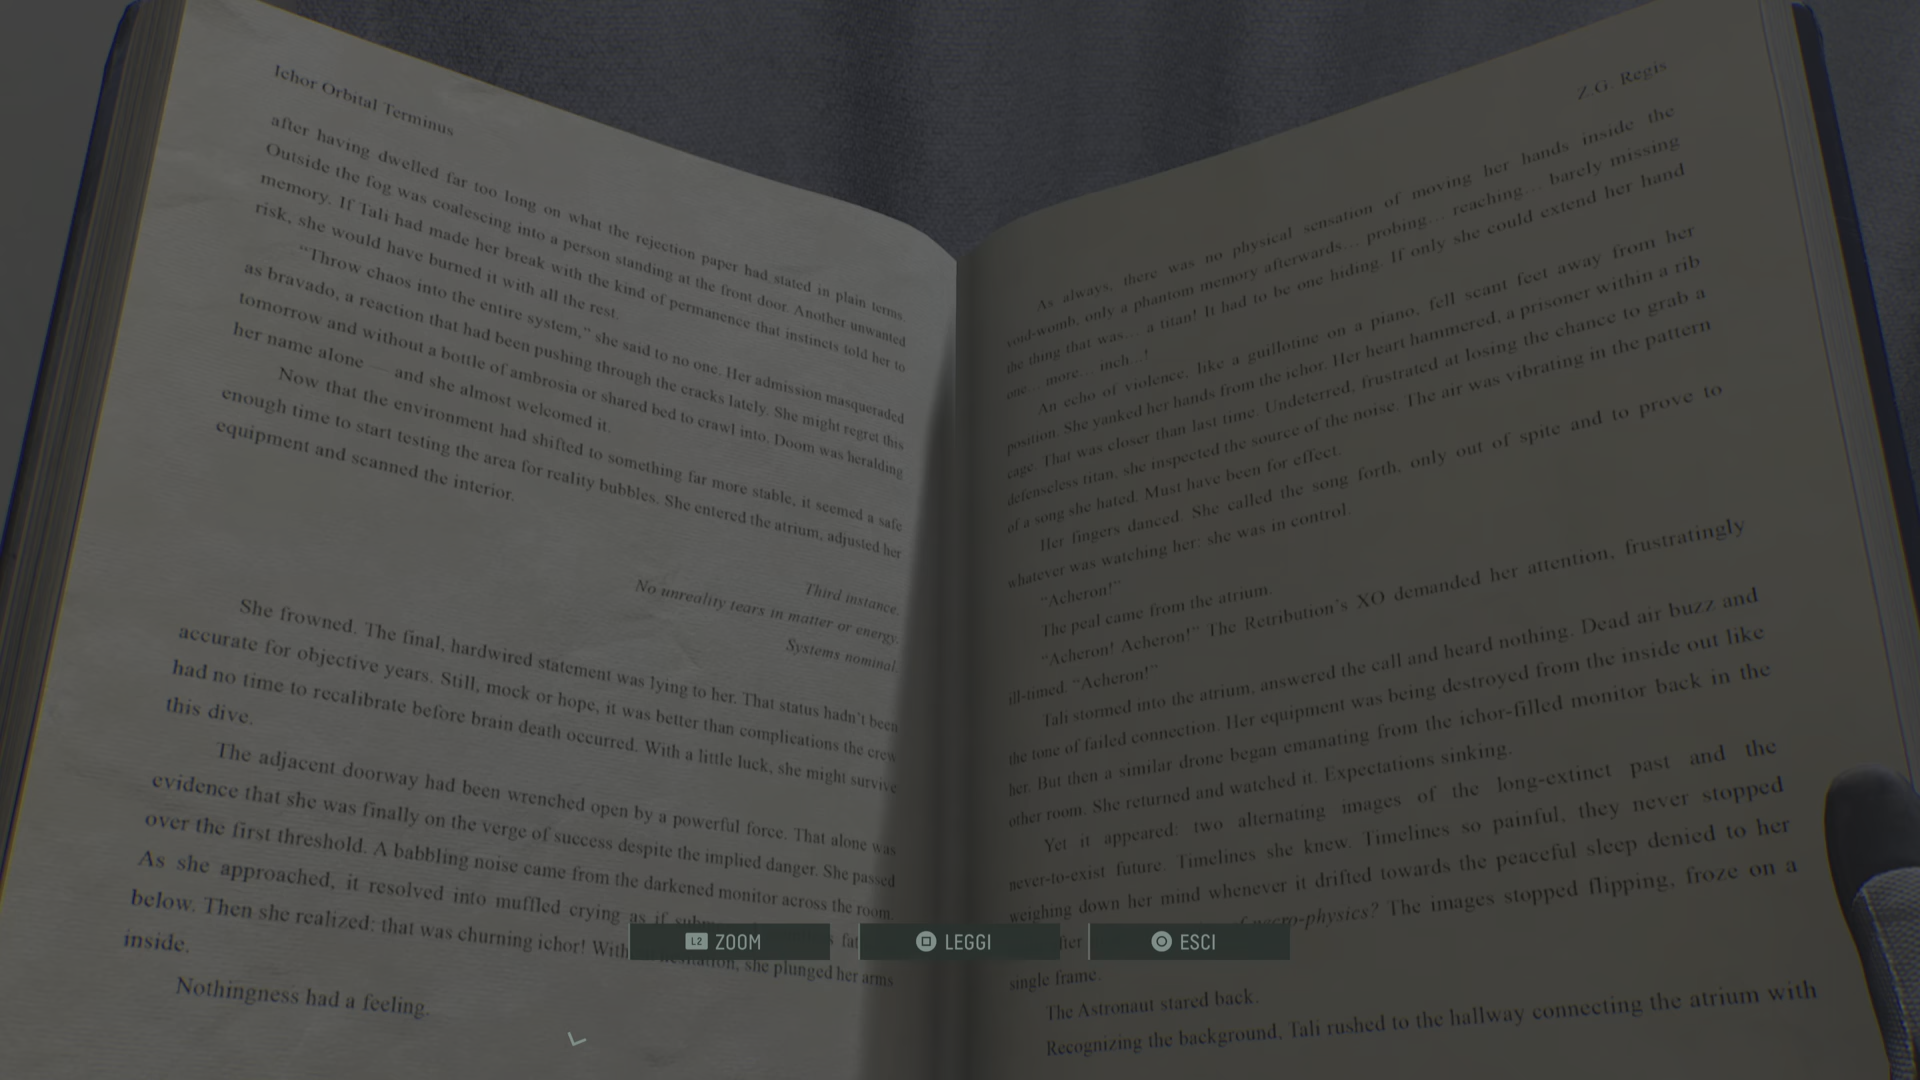 Ichor Orbital Terminus
after having dwelled far too long on what the rejection paper had stated in plain terms.
Outside the fog was coalescing into a person standing at the front door. Another unwanted
memory. If Tali had made her break with the kind of permanence that instincts told her to
risk, she would have burned it with all the rest.
“Throw chaos into the entire system,” she said to no one. Her admission masqueraded
as bravado, a reaction that had been pushing through the cracks lately. She might regret this
tomorrow and without a bottle of ambrosia or shared bed to crawl into. Doom was heralding
her name alone — and she almost welcomed it.
Now that the environment had shifted to something far more stable, it seemed a safe
enough time to start testing the area for reality bubbles. She entered the atrium, adjusted her
equipment and scanned the interior.
Third instance.
No unreality tears in matter or energy.
Systems nominal.
She frowned. The final, hardwired statement was lying to her. That status hadn't been
accurate for objective years. Still, mock or hope, it was better than complications the crew
had no time to recalibrate before brain death occurred. With a little luck, she might survive
this dive.
The adjacent doorway had been wrenched open by a powerful force. That alone was
evidence that she was finally on the verge of success despite the implied danger. She passed
over the first threshold. A babbling noise came from the darkened monitor across the room.
As she approached, it resolved into muffled crying as if
below. Then she realized: that was churning ichor! With hesitation, she plunged her arms
inside.
Nothingness had a feeling.
Z.G. Regis
As always, there was no physical sensation of moving her hands inside the
void-womb, only a phantom memory afterwards... probing... reaching... barely missing
the thing that was... a titan! It had to be one hiding. If only she could extend her hand
one... more... inch...!
An echo of violence, like a guillotine on a piano, fell scant feet away from her
position. She yanked her hands from the ichor. Her heart hammered, a prisoner within a rib
cage. That was closer than last time. Undeterred, frustrated at losing the chance to grab a
defenseless titan, she inspected the source of the noise. The air was vibrating in the pattern
of a song she hated. Must have been for effect.
Her fingers danced. She called the song forth, only out of spite and to prove to
whatever was watching her: she was in control.
“Acheron!”
The peal came from the atrium.
“Acheron! Acheron!” The Retribution's XO demanded her attention, frustratingly
ill-timed. “Acheron!”
Tali stormed into the atrium, answered the call and heard nothing. Dead air buzz and
the tone of failed connection. Her equipment was being destroyed from the inside out like
her. But then a similar drone began emanating from the ichor-filled monitor back in the
other room. She returned and watched it. Expectations sinking.
Yet it appeared: two alternating images of the long-extinct past and the
never-to-exist future. Timelines she knew. Timelines so painful, they never stopped
weighing down her mind whenever it drifted towards the peaceful sleep denied to her
The images stopped flipping, froze on a
single frame.
The Astronaut stared back.
Recognizing the background, Tali rushed to the hallway connecting the atrium with
L2 ZOOM
LEGGI
ESCI